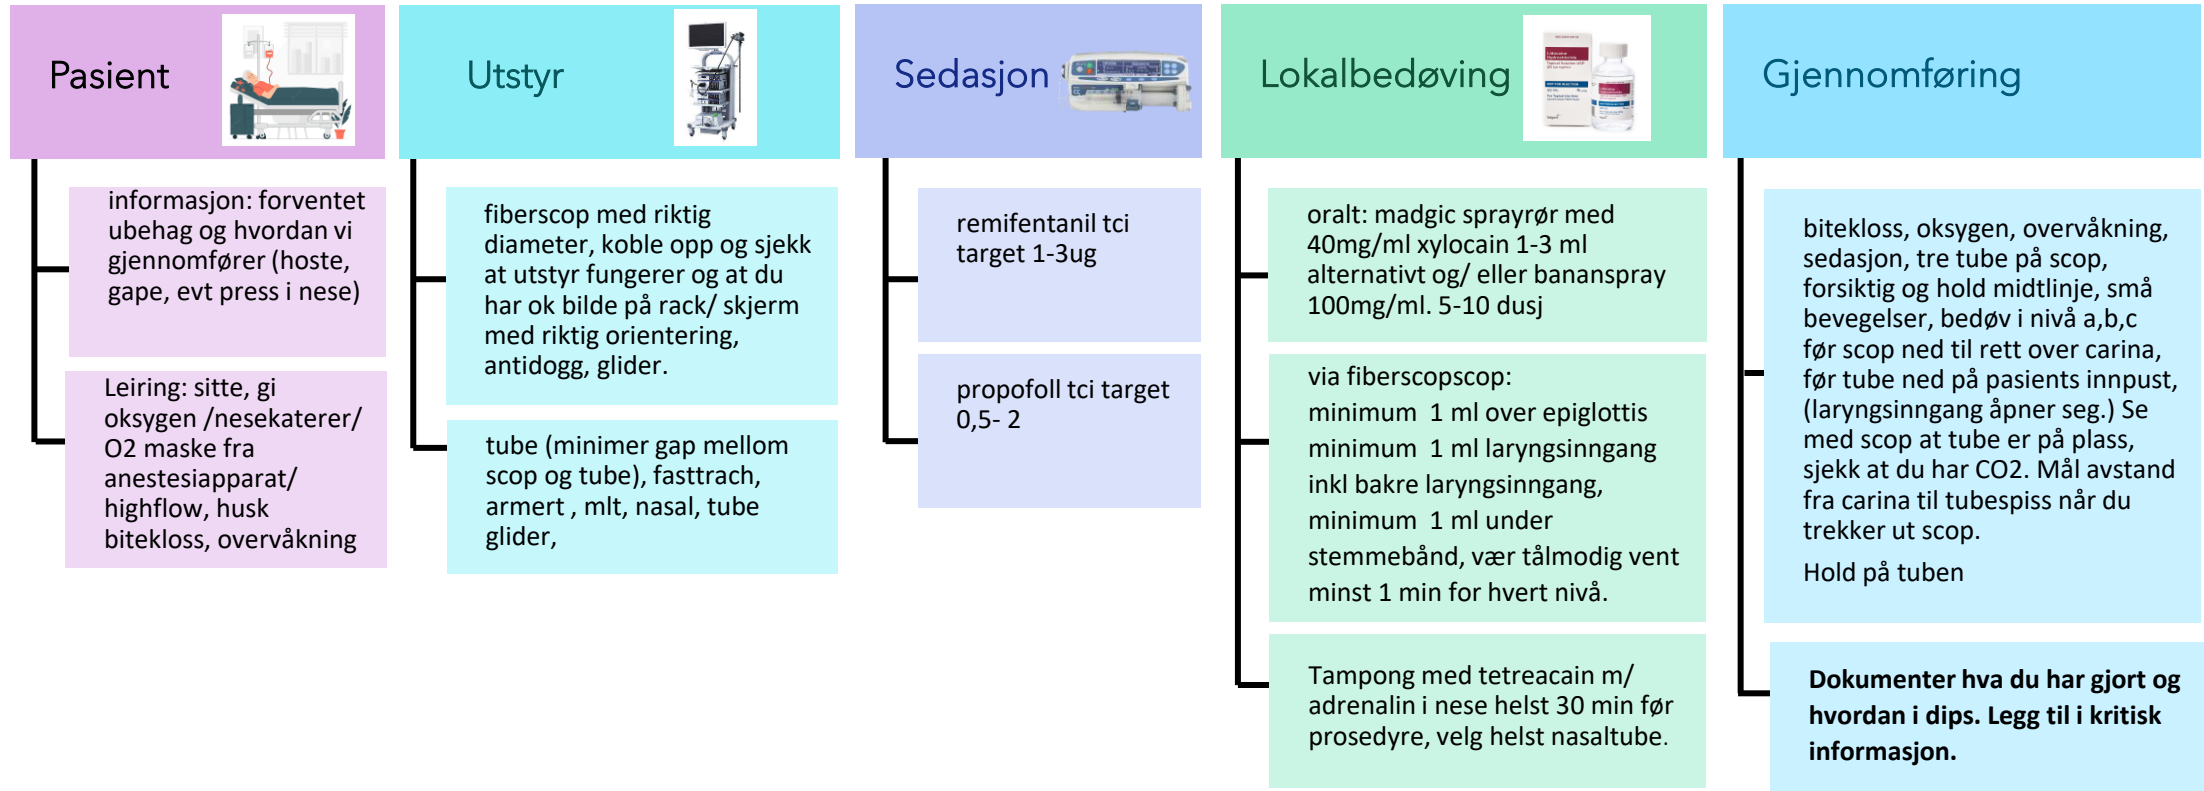 Pasient
informasjon: forventet
ubehag og hvordan vi
gjennomfører (hoste,
gape, evt press i nese)
Leiring: sitte, gi
oksygen /nesekaterer/
O2 maske fra
anestesiapparat/
highflow, husk
bitekloss, overvåkning
Utstyr
fiberscop med riktig
diameter, koble opp og sjekk
at utstyr fungerer og at du
har ok bilde på rack/ skjerm
med riktig orientering,
antidogg, glider.
tube (minimer gap mellom
scop og tube), fasttrach,
armert , mlt, nasal, tube
glider,
Sedasjon
remifentanil tci
target 1-3ug
propofoll tci target
0,5- 2
Lokalbedøving
oralt: madgic sprayrør med
40mg/ml xylocain 1-3 ml
alternativt og/ eller bananspray
100mg/ml. 5-10 dusj
via fiberscopscop:
minimum 1 ml over epiglottis
minimum 1 ml laryngsinngang
inkl bakre laryngsinngang,
minimum 1 ml under
stemmebånd, vær tålmodig vent
minst 1 min for hvert nivå.
Tampong med tetreacain m/
adrenalin i nese helst 30 min før
prosedyre, velg helst nasaltube.
Gjennomføring
bitekloss, oksygen, overvåkning,
sedasjon, tre tube på scop,
forsiktig og hold midtlinje, små
bevegelser, bedøv i nivå a,b,c
før scop ned til rett over carina,
før tube ned på pasients innpust,
(laryngsinngang åpner seg.) Se
med scop at tube er på plass,
sjekk at du har CO2. Mål avstand
fra carina til tubespiss når du
trekker ut scop.
Hold på tuben
Dokumenter hva du har gjort og
hvordan i dips. Legg til i kritisk
informasjon.